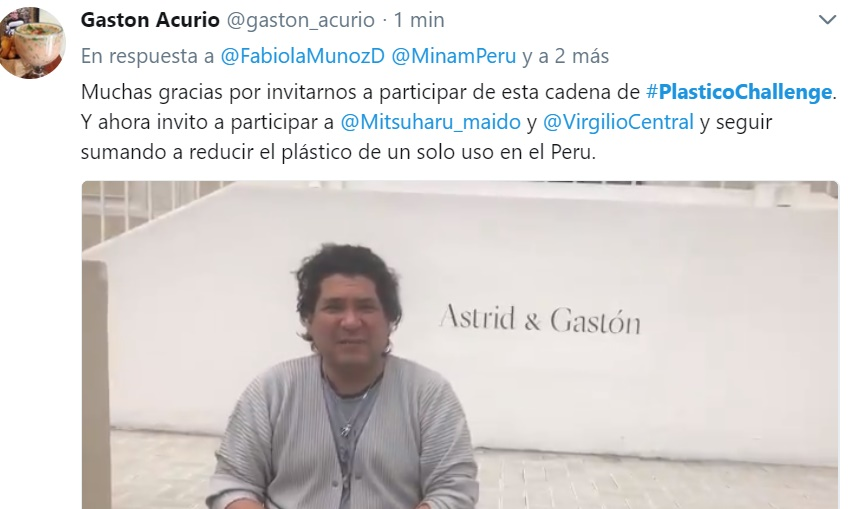 Gaston Acurio @gaston_acurio · 1 min
En respuesta a @FabiolaMunozD @MinamPeru y a 2 más
Muchas gracias por invitarnos a participar de esta cadena de #PlasticoChallenge.
Y ahora invito a participar a @Mitsuharu_maido y @VirgilioCentral y seguir
sumando a reducir el plástico de un solo uso en el Peru.
Astrid & Gastón